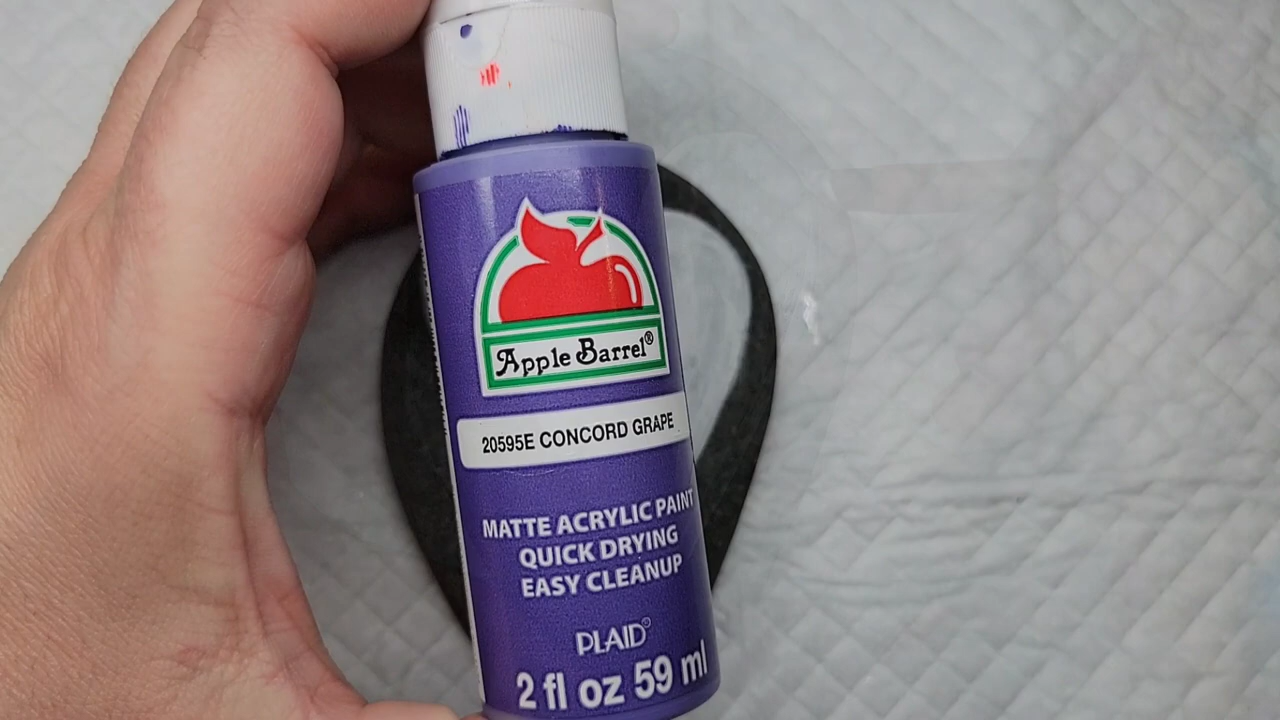 Apple Barrel®
20595E CONCORD GRAPE
MATTE ACRYLIC PAINT
QUICK DRYING
EASY CLEANUP
PLAID®
2 fl oz 59 ml